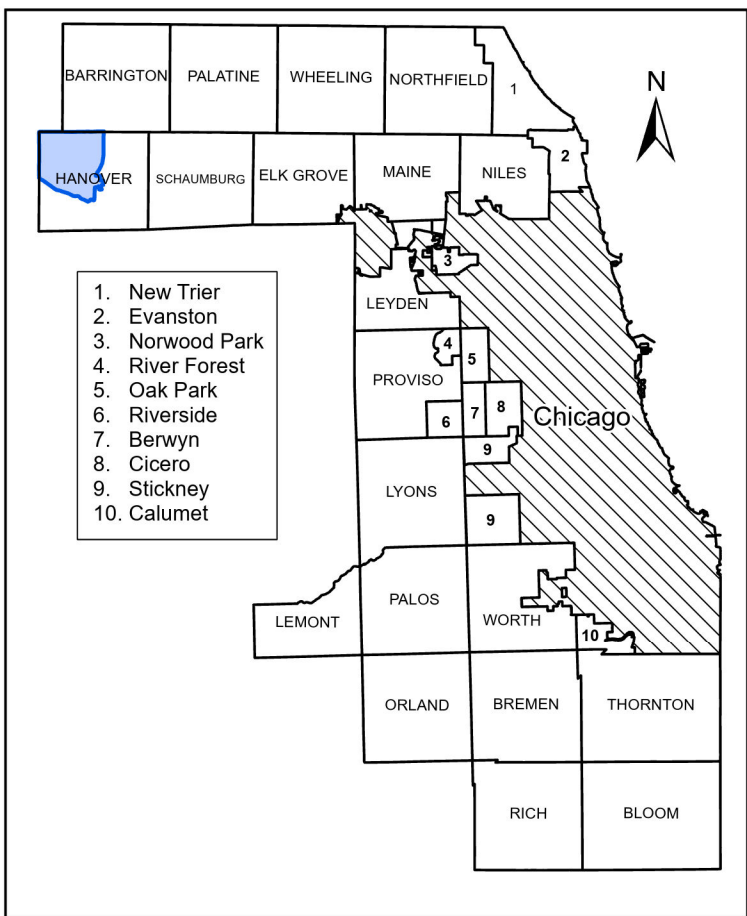 BARRINGTON
PALATINE
WHEELING
NORTHFIELD
1
N
HANOVER
SCHAUMBURG
ELK GROVE
MAINE
NILES
2
3
LEYDEN
4
5
PROVISO
6
7
8
Chicago
9
LYONS
9
1. New Trier
2. Evanston
3. Norwood Park
4. River Forest
5. Oak Park
6. Riverside
7. Berwyn
8. Cicero
9. Stickney
10. Calumet
LEMONT
PALOS
WORTH
10
ORLAND
BREMEN
THORNTON
RICH
BLOOM